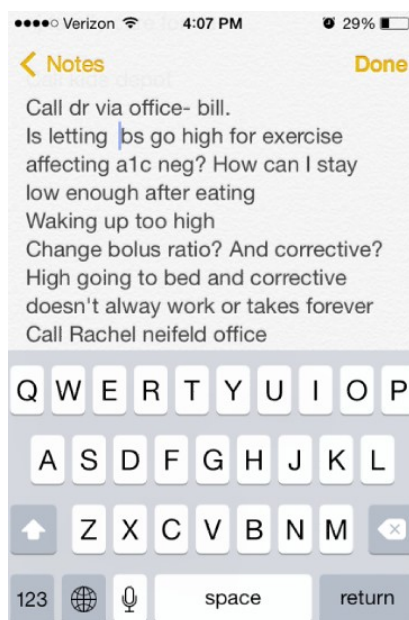 Verizon 4:07 PM 29%
Notes Done
Call dr via office- bill.
Is letting bs go high for exercise
affecting a1c neg? How can I stay
low enough after eating
Waking up too high
Change bolus ratio? And corrective?
High going to bed and corrective
doesn't alway work or takes forever
Call Rachel neifeld office
Q W E R T Y U I O P
A S D F G H J K L
Z X C V B N M
123 space return